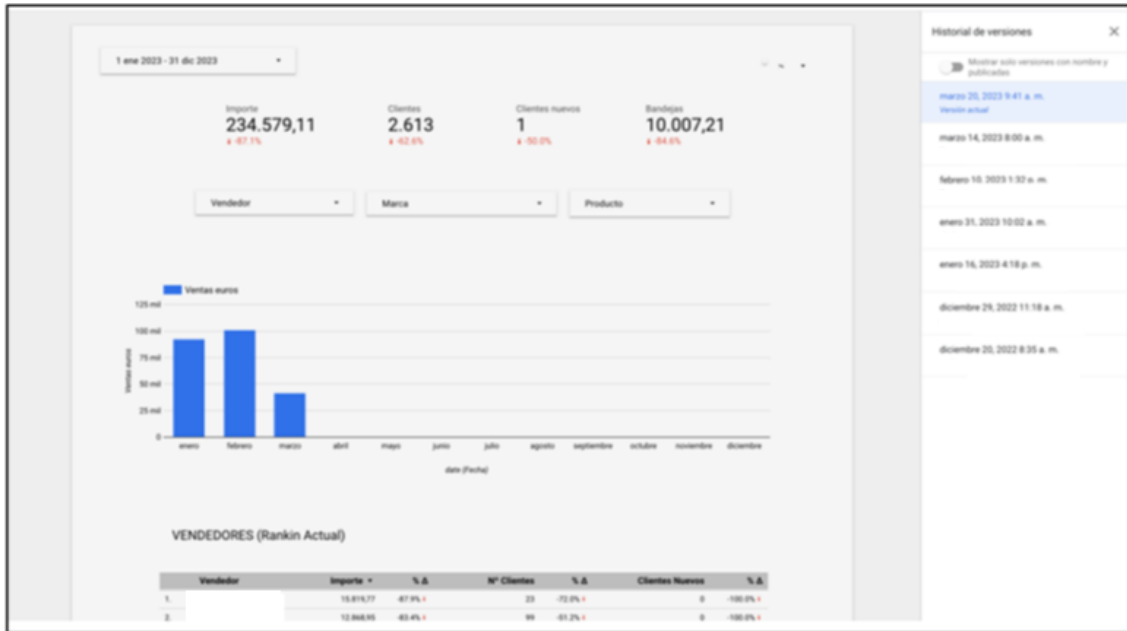 1 ene 2023 - 31 dic 2023
Importe
234.579,11
-87.1%
Clientes
2.613
-62.6%
Clientes nuevos
1
-50.0%
Bandejas
10.007,21
-84.6%
Vendedor
Marca
Producto
Ventas euros
125 mil
100 mil
75 mil
50 mil
25 mil
0
Ventas euros
enero febrero marzo abril mayo junio julio agosto septiembre octubre noviembre diciembre
date (Fecha)
VENDEDORES (Rankin Actual)
Vendedor Importe % Δ Nº Clientes % Δ Clientes Nuevos % Δ
1. 15.819,77 -87.9% 23 -72.0% 0 -100.0%
2. 12.868,95 -83.4% 99 -51.2% 0 -100.0%
Historial de versiones
Mostrar solo versiones con nombre y
publicadas
marzo 20, 2023 9:41 a. m.
Versión actual
marzo 14, 2023 8:00 a. m.
febrero 10, 2023 1:32 p. m.
enero 31, 2023 10:02 a. m.
enero 16, 2023 4:18 p. m.
diciembre 29, 2022 11:18 a. m.
diciembre 20, 2022 8:35 a. m.